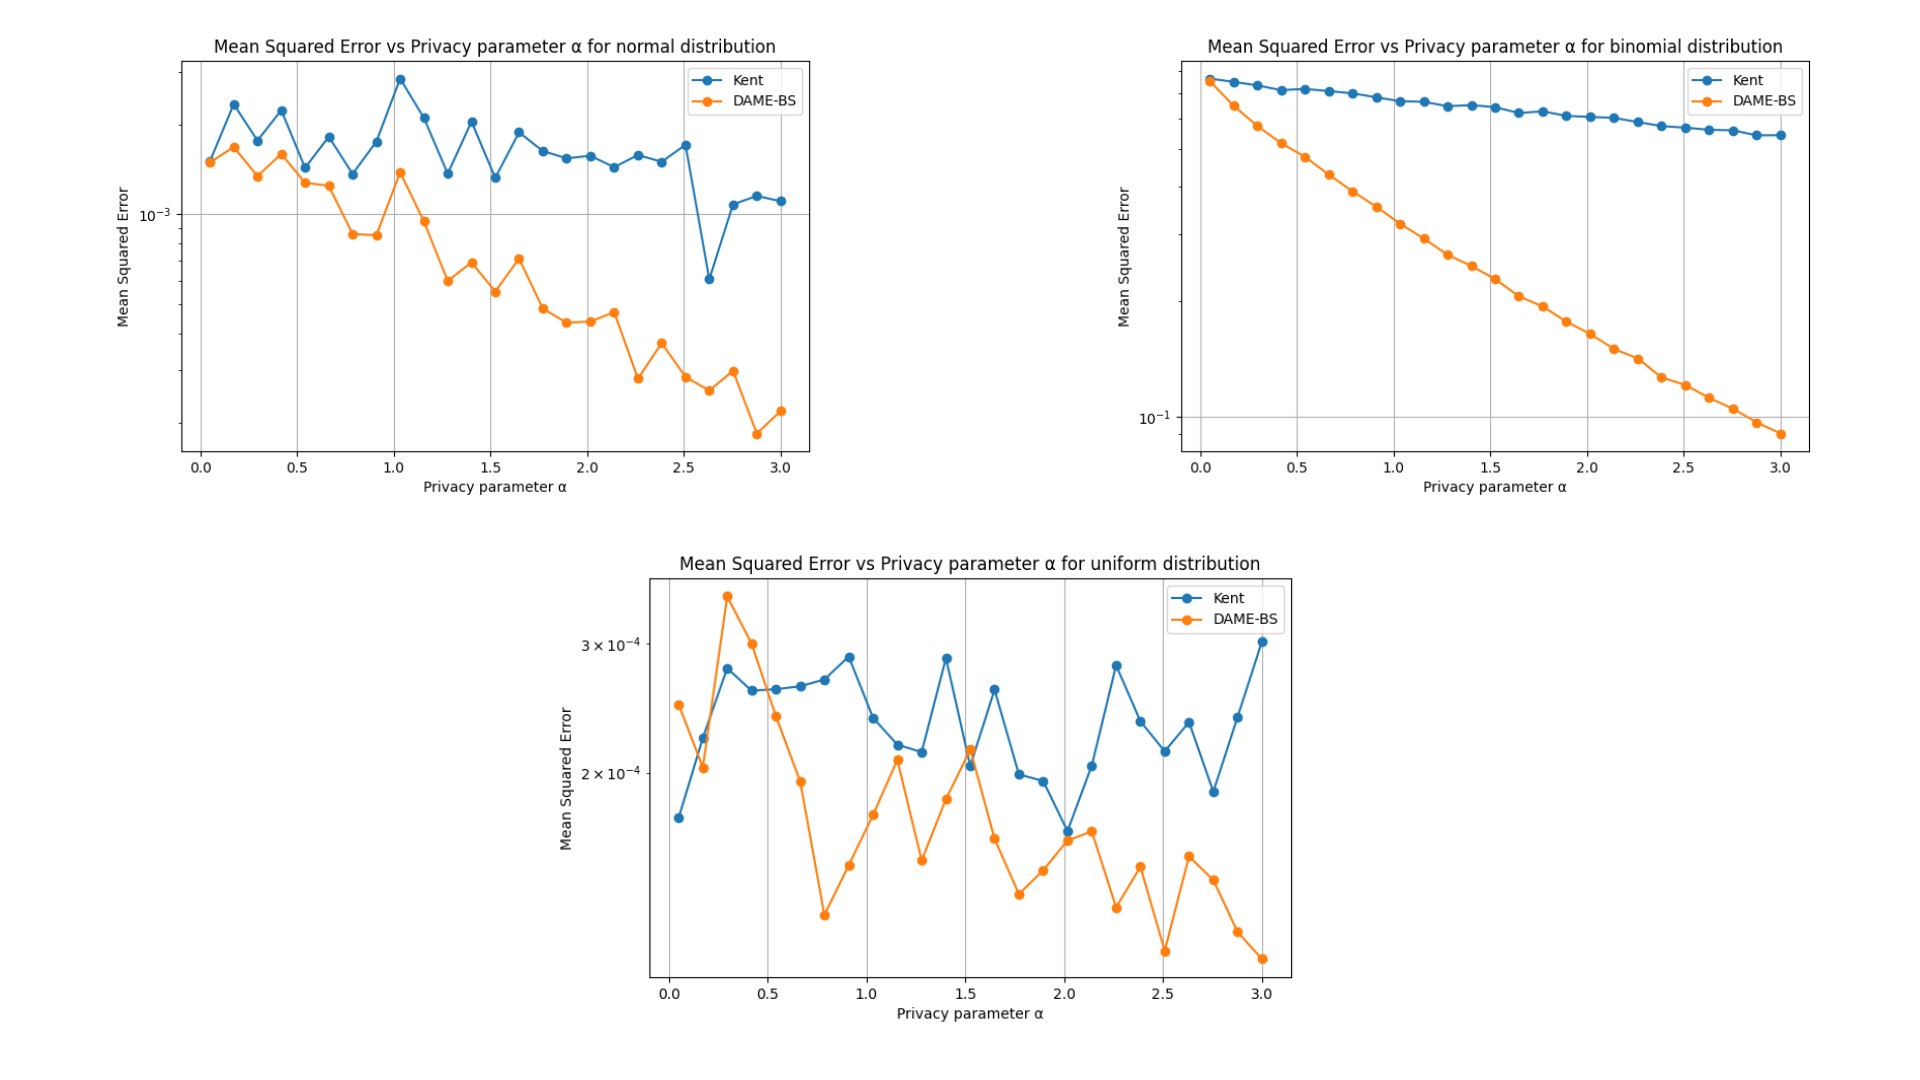 Mean Squared Error vs Privacy parameter α for normal distribution
Kent
DAME-BS
10⁻³
Mean Squared Error
0.0 0.5 1.0 1.5 2.0 2.5 3.0
Privacy parameter α
Mean Squared Error vs Privacy parameter α for binomial distribution
Kent
DAME-BS
10⁻¹
Mean Squared Error
0.0 0.5 1.0 1.5 2.0 2.5 3.0
Privacy parameter α
Mean Squared Error vs Privacy parameter α for uniform distribution
Kent
DAME-BS
3 × 10⁻⁴
2 × 10⁻⁴
Mean Squared Error
0.0 0.5 1.0 1.5 2.0 2.5 3.0
Privacy parameter α